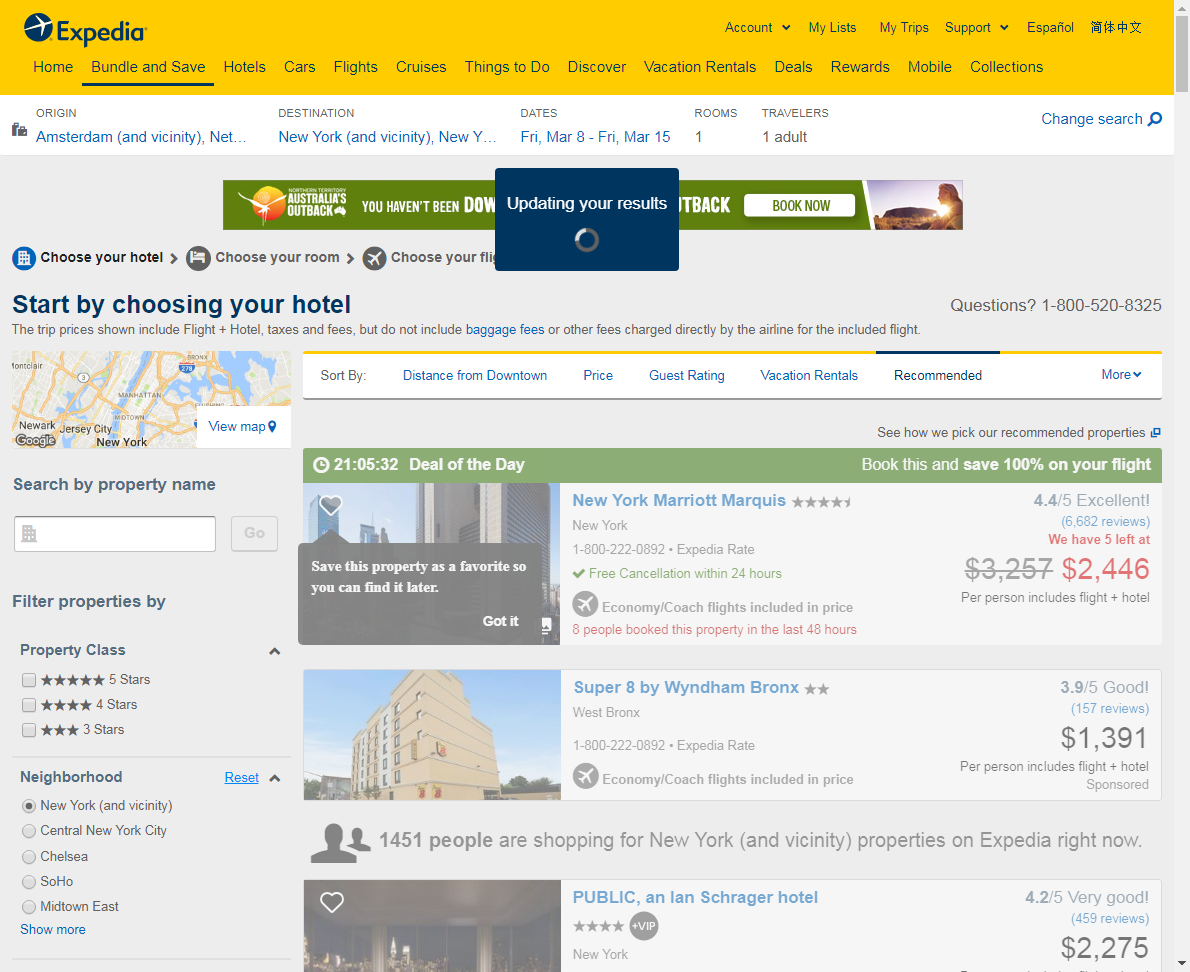 Expedia
Account
My Lists
My Trips
Support
Español
简体中文
Home
Bundle and Save
Hotels
Cars
Flights
Cruises
Things to Do
Discover
Vacation Rentals
Deals
Rewards
Mobile
Collections
ORIGIN
Amsterdam (and vicinity), Net…
DESTINATION
New York (and vicinity), New Y…
DATES
Fri, Mar 8 - Fri, Mar 15
ROOMS
1
TRAVELERS
1 adult
Change search
NORTHERN TERRITORY
AUSTRALIA'S
OUTBACK
YOU HAVEN'T BEEN
BOOK NOW
Updating your results
Choose your hotel
Choose your room
Choose your
Start by choosing your hotel
Questions? 1-800-520-8325
The trip prices shown include Flight + Hotel, taxes and fees, but do not include baggage fees or other fees charged directly by the airline for the included flight.
BRONX
278
3
MANHATTAN
MIDTOWN
Newark
Jersey City
Google
New York
View map
Sort By:
Distance from Downtown
Price
Guest Rating
Vacation Rentals
Recommended
More
See how we pick our recommended properties
Search by property name
Go
Filter properties by
Property Class
5 Stars
4 Stars
3 Stars
Neighborhood
Reset
New York (and vicinity)
Central New York City
Chelsea
SoHo
Midtown East
Show more
21:05:32 Deal of the Day
Book this and save 100% on your flight
Save this property as a favorite so
you can find it later.
Got it
New York Marriott Marquis
New York
1-800-222-0892 • Expedia Rate
Free Cancellation within 24 hours
Economy/Coach flights included in price
8 people booked this property in the last 48 hours
4.4/5 Excellent!
(6,682 reviews)
We have 5 left at
$3,257 $2,446
Per person includes flight + hotel
Super 8 by Wyndham Bronx
West Bronx
1-800-222-0892 • Expedia Rate
Economy/Coach flights included in price
3.9/5 Good!
(157 reviews)
$1,391
Per person includes flight + hotel
Sponsored
1451 people are shopping for New York (and vicinity) properties on Expedia right now.
PUBLIC, an Ian Schrager hotel
+VIP
New York
4.2/5 Very good!
(459 reviews)
$2,275